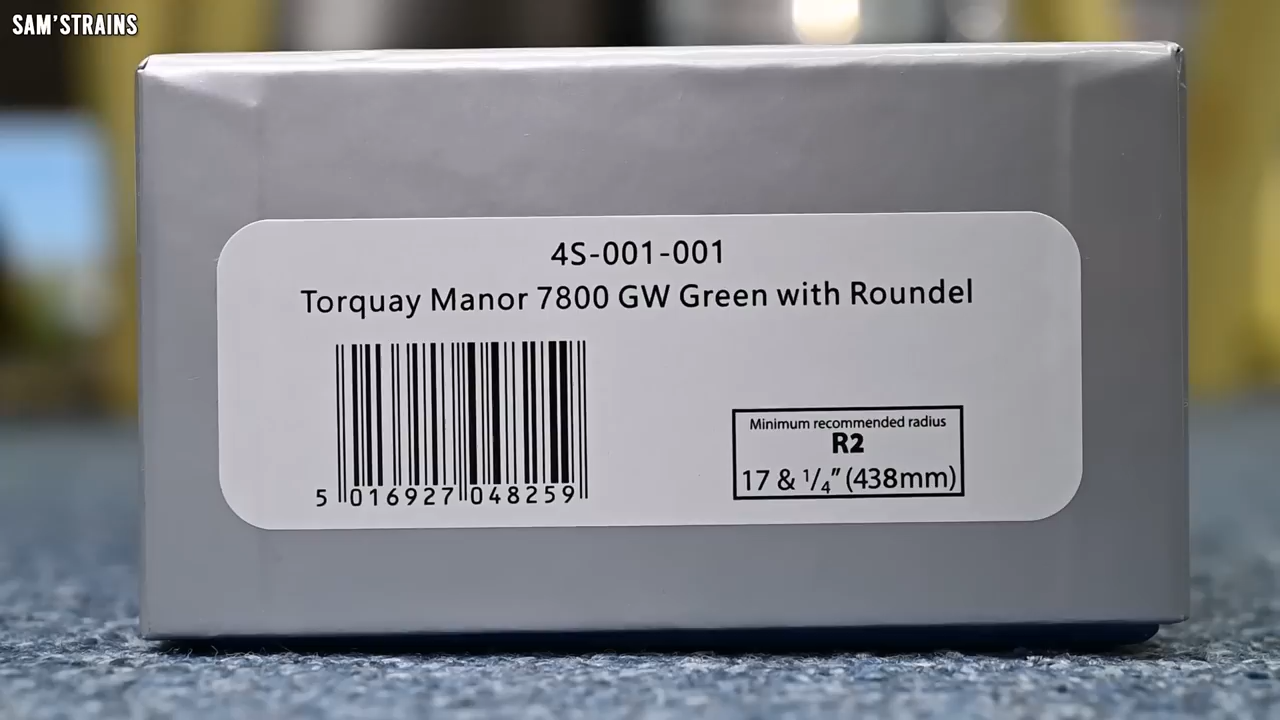 SAM'STRAINS
4S-001-001
Torquay Manor 7800 GW Green with Roundel
5 016927 048259
Minimum recommended radius
R2
17 & 1/4" (438mm)